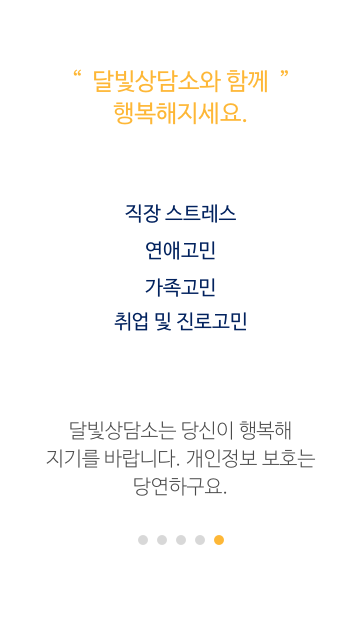 “ 달빛상담소와 함께 ”
행복해지세요.
직장 스트레스
연애고민
가족고민
취업 및 진로고민
달빛상담소는 당신이 행복해
지기를 바랍니다. 개인정보 보호는
당연하구요.